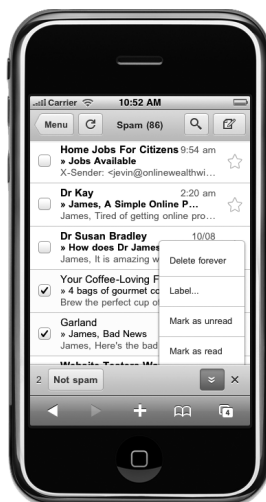 Carrier 10:52 AM
Menu Spam (86)
Home Jobs For Citizens 9:54 am
» Jobs Available
X-Sender: <jevin@onlinewealthwi...
Dr Kay 2:20 am
» James, A Simple Online P...
James, Tired of getting online pro...
Dr Susan Bradley 10/08
» How does Dr James
James, It is amazing w
Your Coffee-Loving F
» 4 bags of gourmet co
Brew the perfect cup o
Garland
» James, Bad News
James, Here's the bad
Delete forever
Label...
Mark as unread
Mark as read
2 Not spam
4